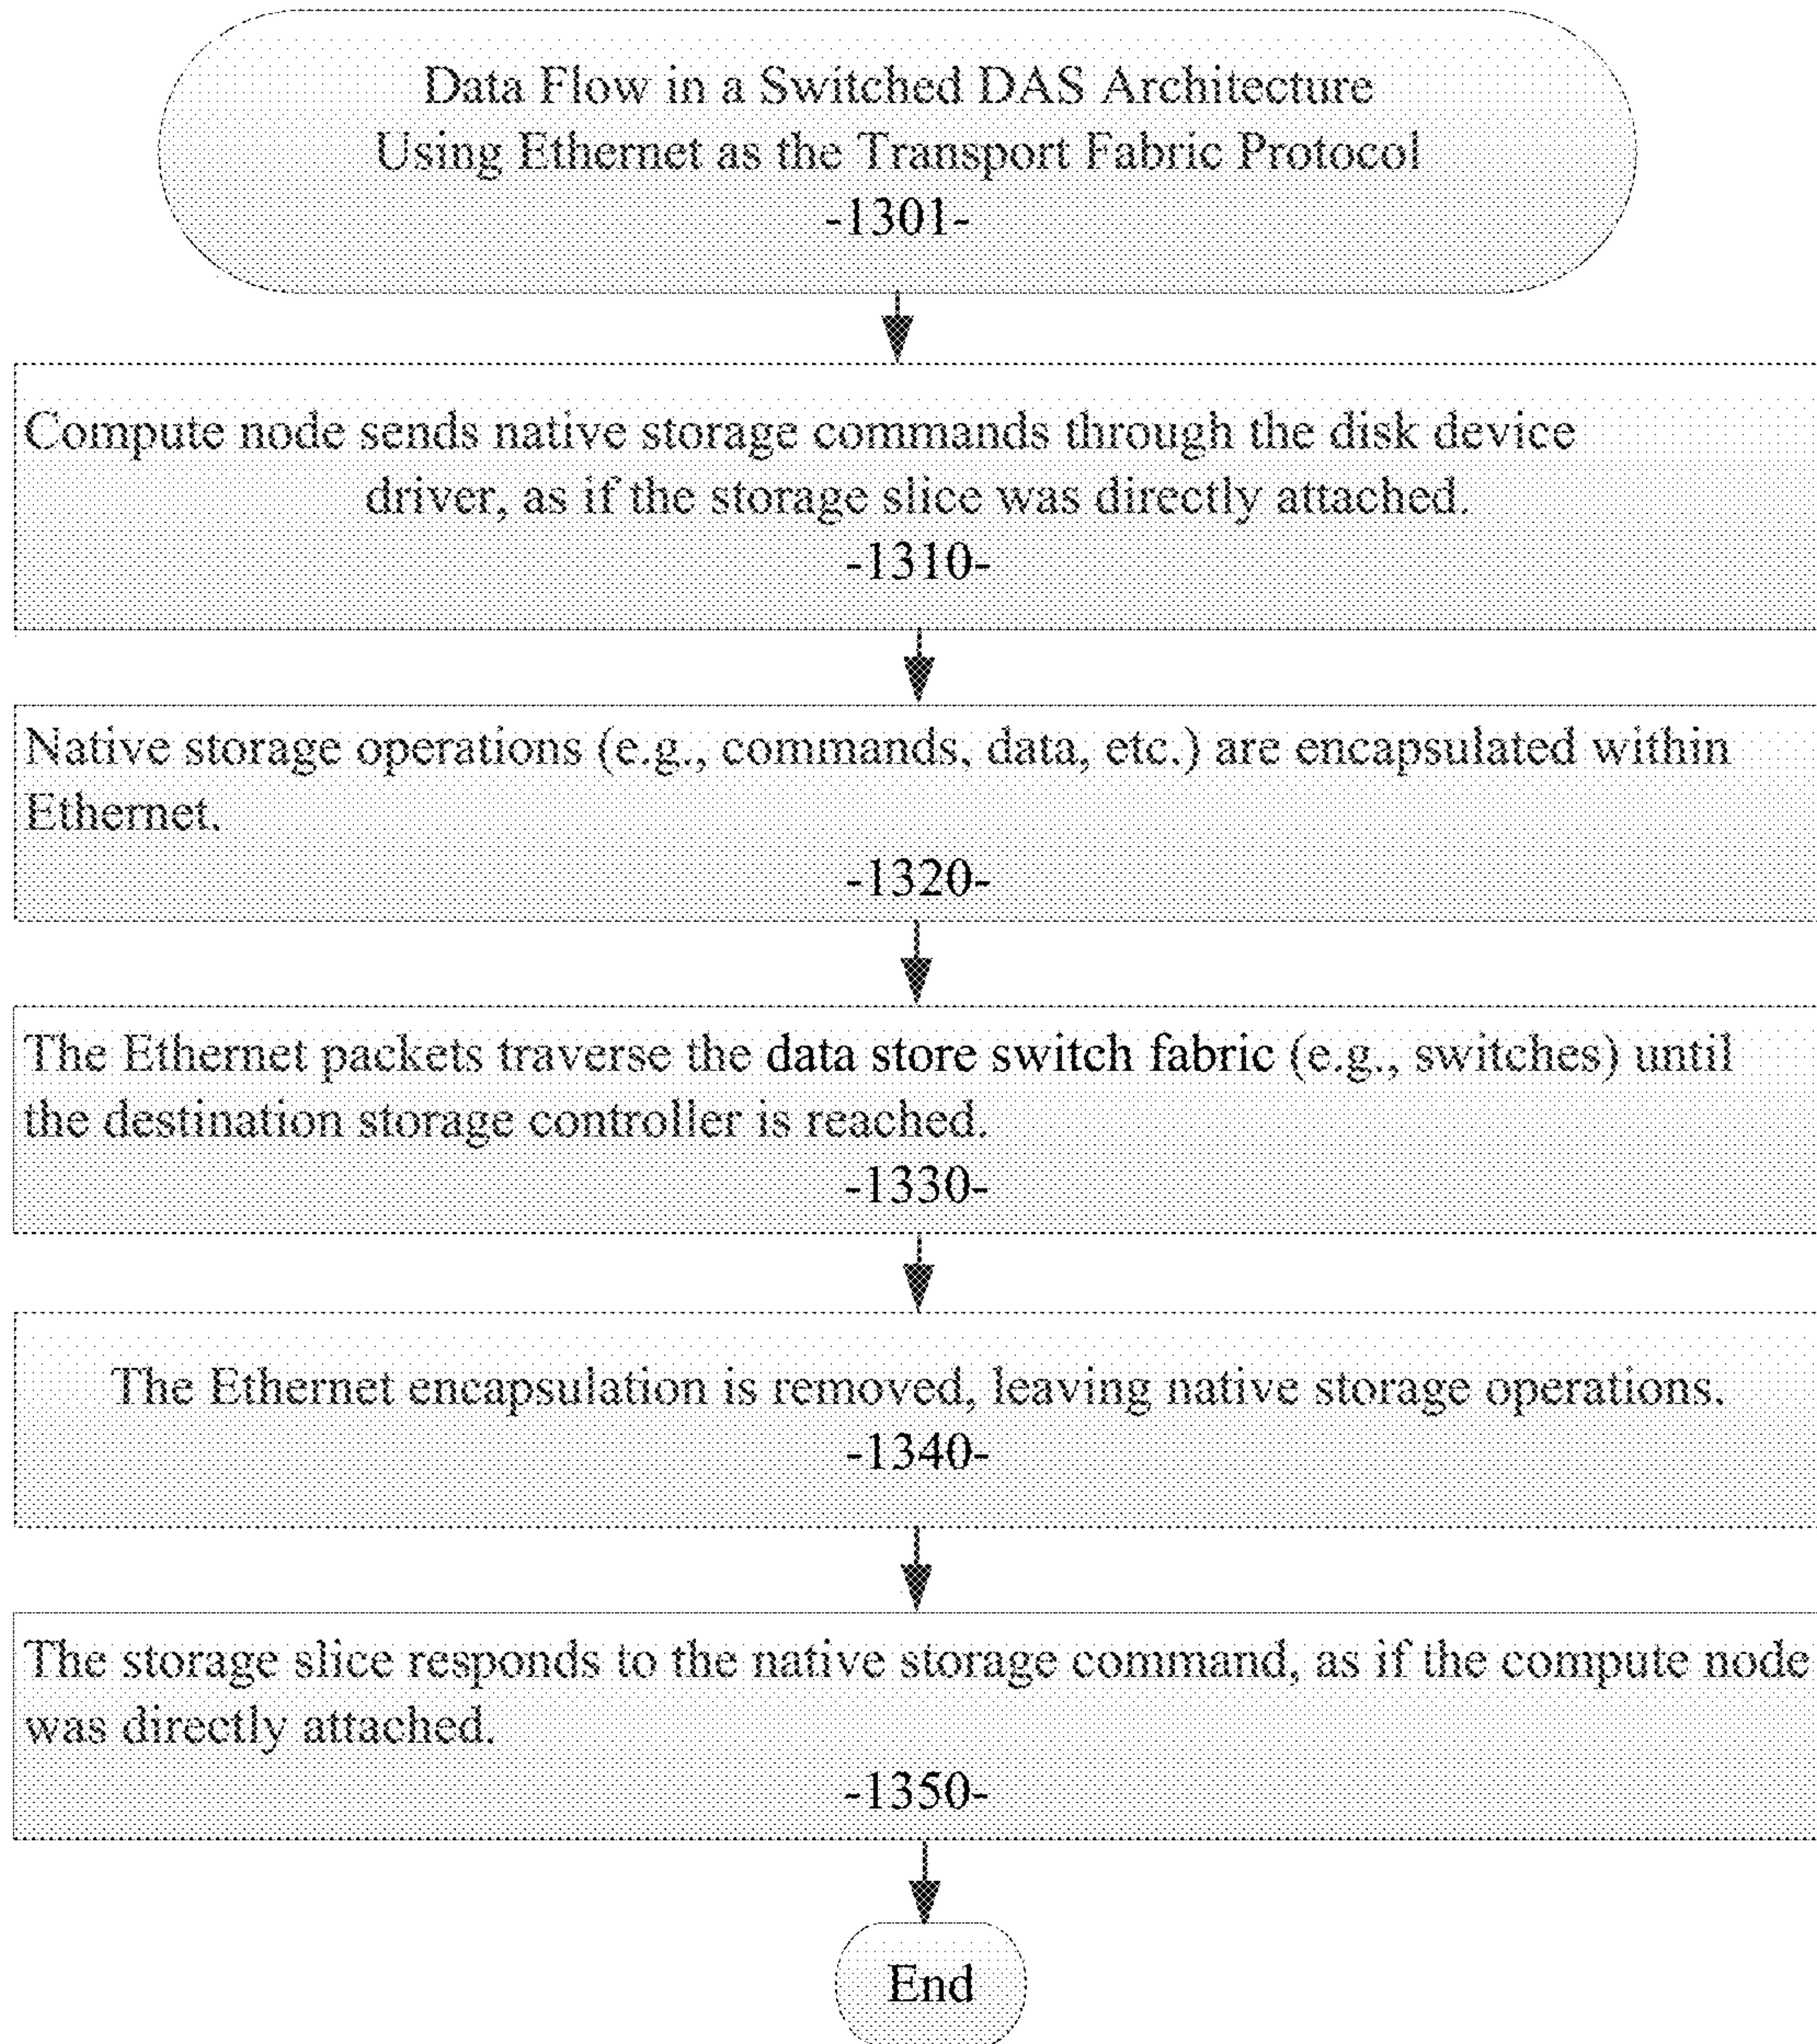 Data Flow in a Switched DAS Architecture
Using Ethernet as the Transport Fabric Protocol
-1301-
Compute node sends native storage commands through the disk device
driver, as if the storage slice was directly attached.
-1310-
Native storage operations (e.g., commands, data, etc.) are encapsulated within
Ethernet.
-1320-
The Ethernet packets traverse the data store switch fabric (e.g., switches) until
the destination storage controller is reached.
-1330-
The Ethernet encapsulation is removed, leaving native storage operations.
-1340-
The storage slice responds to the native storage command, as if the compute node
was directly attached.
-1350-
End